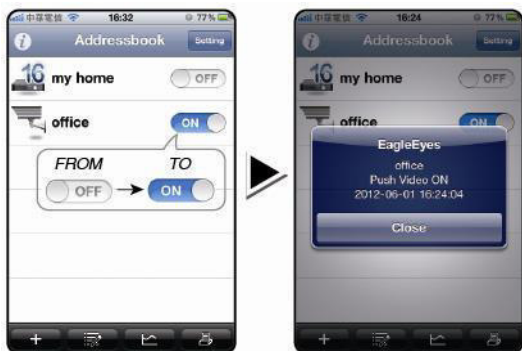 中華電信 16:32 77%
Addressbook Setting
16 my home OFF
office ON
FROM TO
OFF ON
中華電信 16:24 77%
Addressbook Setting
16 my home OFF
office ON
EagleEyes
office
Push Video ON
2012-06-01 16:24:04
Close